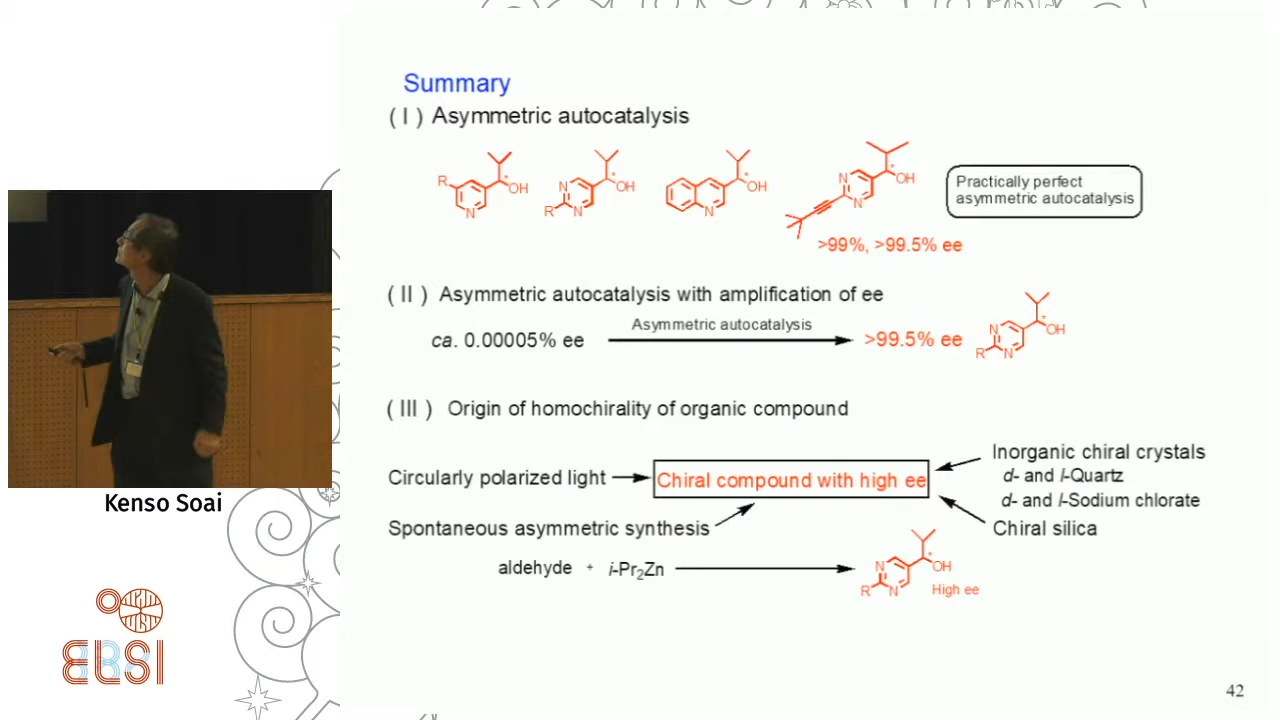 Summary
( I ) Asymmetric autocatalysis
R
N
*
OH
N
N
R
*
OH
N
*
OH
N
N
*
OH
>99%, >99.5% ee
Practically perfect
asymmetric autocatalysis
( II ) Asymmetric autocatalysis with amplification of ee
ca. 0.00005% ee
Asymmetric autocatalysis
>99.5% ee
N
N
R
*
OH
( III ) Origin of homochirality of organic compound
Circularly polarized light
Chiral compound with high ee
Inorganic chiral crystals
d- and l-Quartz
d- and l-Sodium chlorate
Chiral silica
Spontaneous asymmetric synthesis
aldehyde + i-Pr2Zn
N
N
R
*
OH
High ee
42
Kenso Soai
ELSI